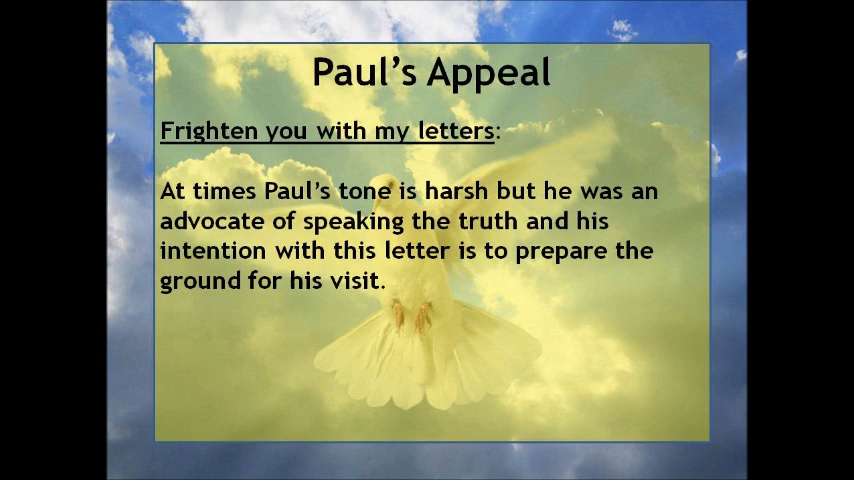 Paul's Appeal
Frighten you with my letters:
At times Paul's tone is harsh but he was an
advocate of speaking the truth and his
intention with this letter is to prepare the
ground for his visit.